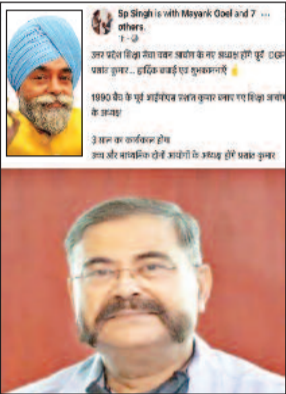 Sp Singh is with Mayank Goel and 7 ...
others.
उत्तर प्रदेश शिक्षा सेवा चयन आयोग के नए अध्यक्ष होंगे पूर्व DGP
प्रशांत कुमार... हार्दिक बधाई एवं शुभकामनाएँ
1990 बैच के पूर्व आईपीएस प्रशांत कुमार बनाए गए शिक्षा आयोग
के अध्यक्ष
3 साल का कार्यकाल होगा
उच्च और माध्यमिक दोनों आयोगों के अध्यक्ष होंगे प्रशांत कुमार